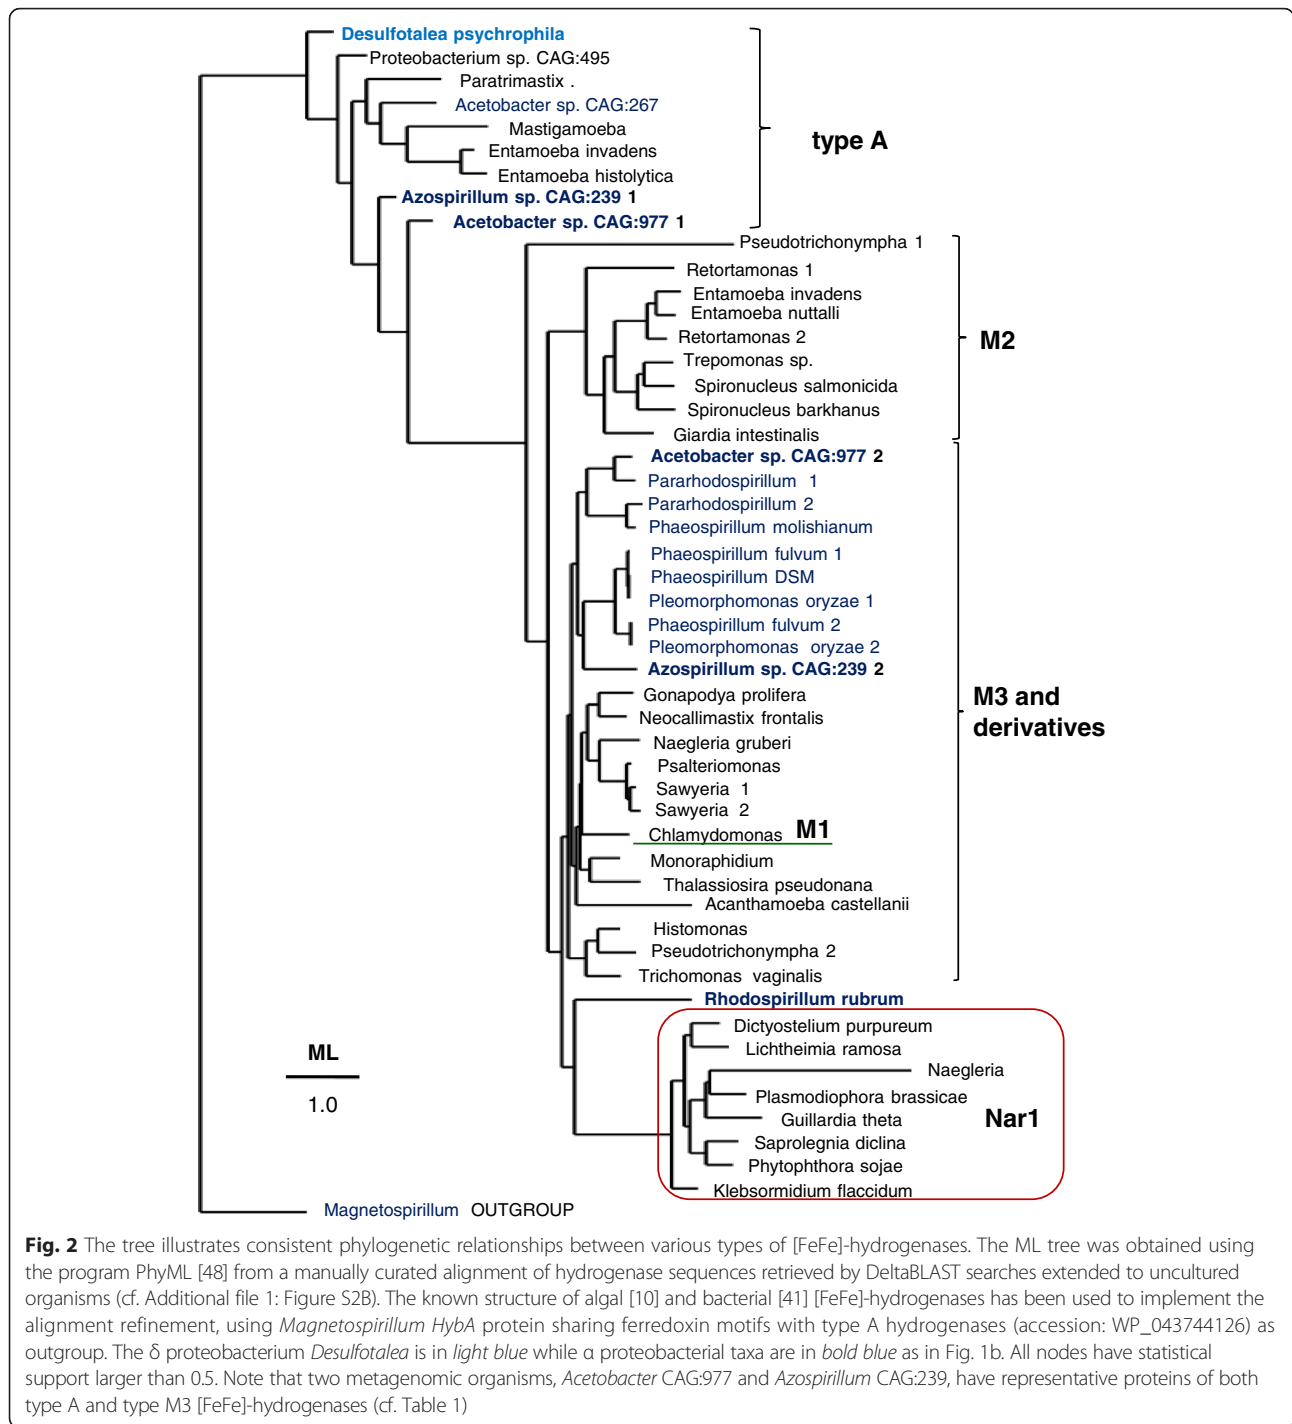 Desulfotalea psychrophila
Proteobacterium sp. CAG:495
Paratrimastix .
Acetobacter sp. CAG:267
Mastigamoeba
Entamoeba invadens
Entamoeba histolytica
Azospirillum sp. CAG:239 1
Acetobacter sp. CAG:977 1
type A
Pseudotrichonympha 1
Retortamonas 1
Entamoeba invadens
Entamoeba nuttalli
Retortamonas 2
Trepomonas sp.
Spironucleus salmonicida
Spironucleus barkhanus
Giardia intestinalis
M2
Acetobacter sp. CAG:977 2
Pararhodospirillum 1
Pararhodospirillum 2
Phaeospirillum molishianum
Phaeospirillum fulvum 1
Phaeospirillum DSM
Pleomorphomonas oryzae 1
Phaeospirillum fulvum 2
Pleomorphomonas oryzae 2
Azospirillum sp. CAG:239 2
Gonapodya prolifera
Neocallimastix frontalis
Naegleria gruberi
Psalteriomonas
Sawyeria 1
Sawyeria 2
Chlamydomonas M1
Monoraphidium
Thalassiosira pseudonana
Acanthamoeba castellanii
Histomonas
Pseudotrichonympha 2
Trichomonas vaginalis
M3 and
derivatives
Rhodospirillum rubrum
Dictyostelium purpureum
Lichtheimia ramosa
Naegleria
Plasmodiophora brassicae
Guillardia theta
Saprolegnia diclina
Phytophthora sojae
Klebsormidium flaccidum
Nar1
ML
1.0
Magnetospirillum OUTGROUP
Fig. 2 The tree illustrates consistent phylogenetic relationships between various types of [FeFe]-hydrogenases. The ML tree was obtained using
the program PhyML [48] from a manually curated alignment of hydrogenase sequences retrieved by DeltaBLAST searches extended to uncultured
organisms (cf. Additional file 1: Figure S2B). The known structure of algal [10] and bacterial [41] [FeFe]-hydrogenases has been used to implement the
alignment refinement, using Magnetospirillum HybA protein sharing ferredoxin motifs with type A hydrogenases (accession: WP_043744126) as
outgroup. The δ proteobacterium Desulfotalea is in light blue while α proteobacterial taxa are in bold blue as in Fig. 1b. All nodes have statistical
support larger than 0.5. Note that two metagenomic organisms, Acetobacter CAG:977 and Azospirillum CAG:239, have representative proteins of both
type A and type M3 [FeFe]-hydrogenases (cf. Table 1)